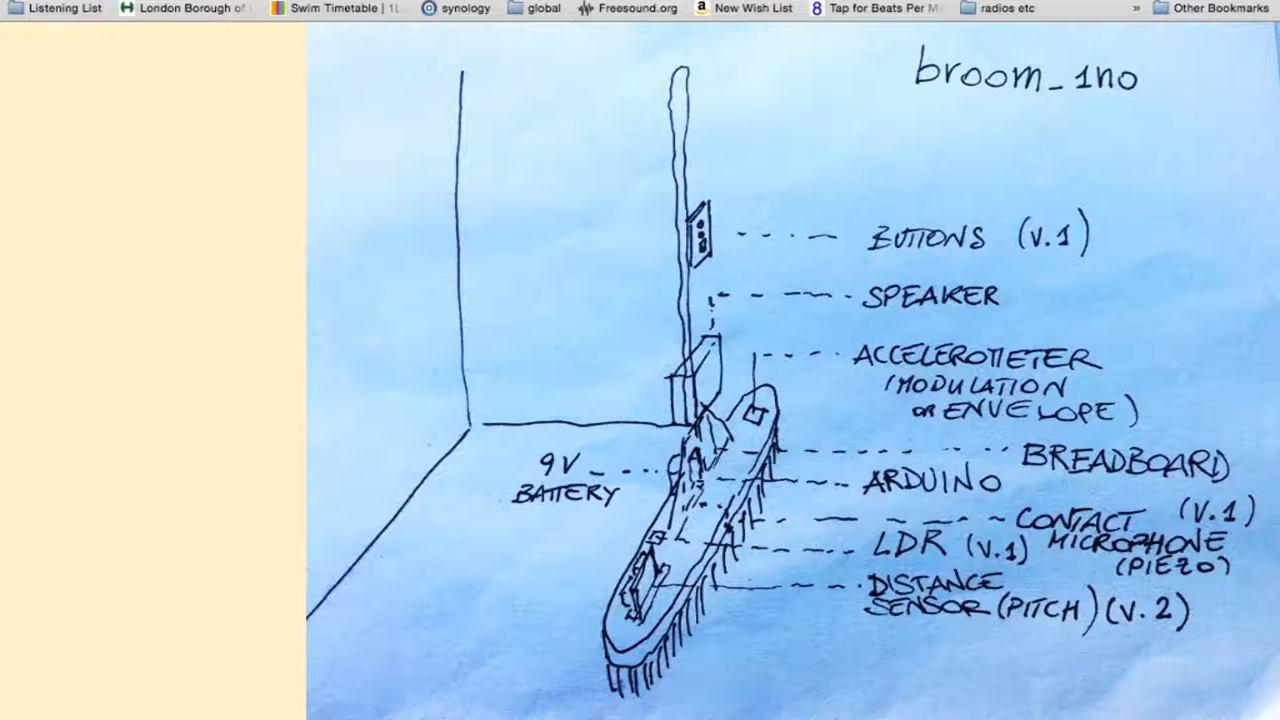 Listening List
London Borough of
Swim Timetable | 1L
synology
global
Freesound.org
New Wish List
Tap for Beats Per M
radios etc
»
Other Bookmarks
broom_1no
BUTTONS (V.1)
SPEAKER
ACCELEROMETER
(MODULATION
OR ENVELOPE)
9V
BATTERY
BREADBOARD
ARDUINO
CONTACT (V.1)
MICROPHONE
(PIEZO)
LDR (V.1)
DISTANCE
SENSOR (PITCH) (V.2)